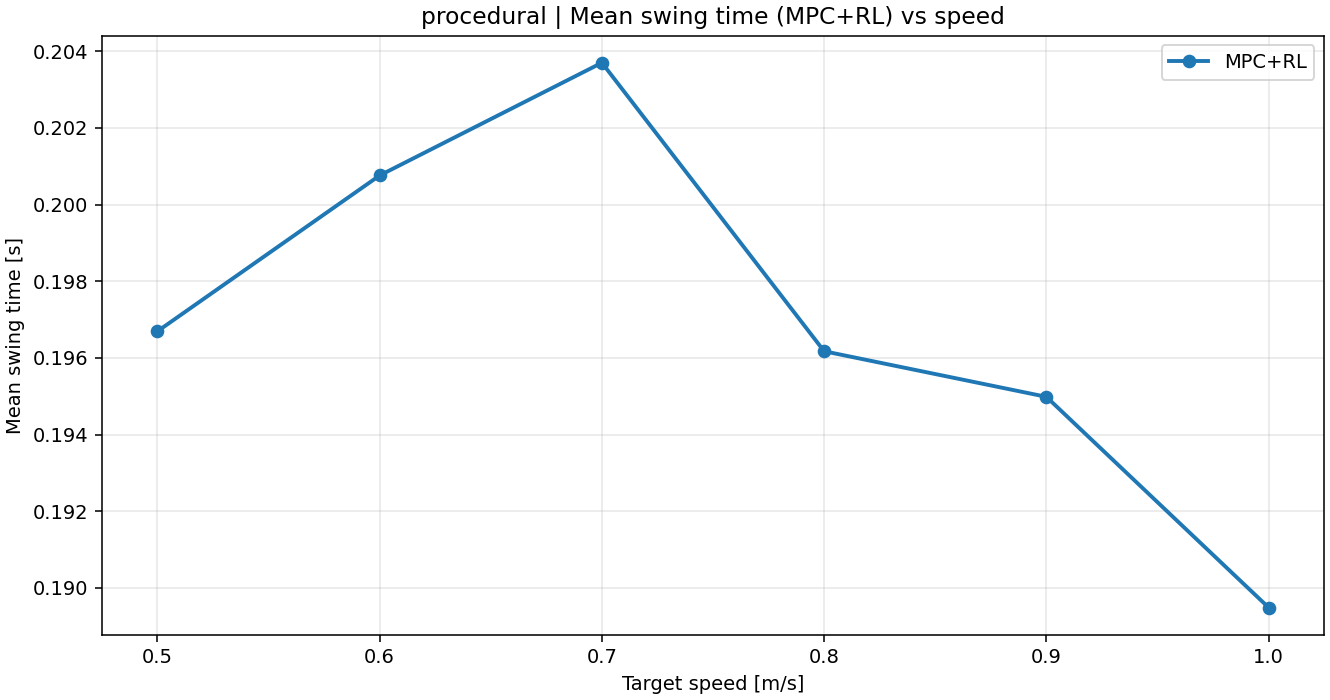 procedural | Mean swing time (MPC+RL) vs speed
MPC+RL
Mean swing time [s]
0.204
0.202
0.200
0.198
0.196
0.194
0.192
0.190
0.5 0.6 0.7 0.8 0.9 1.0
Target speed [m/s]